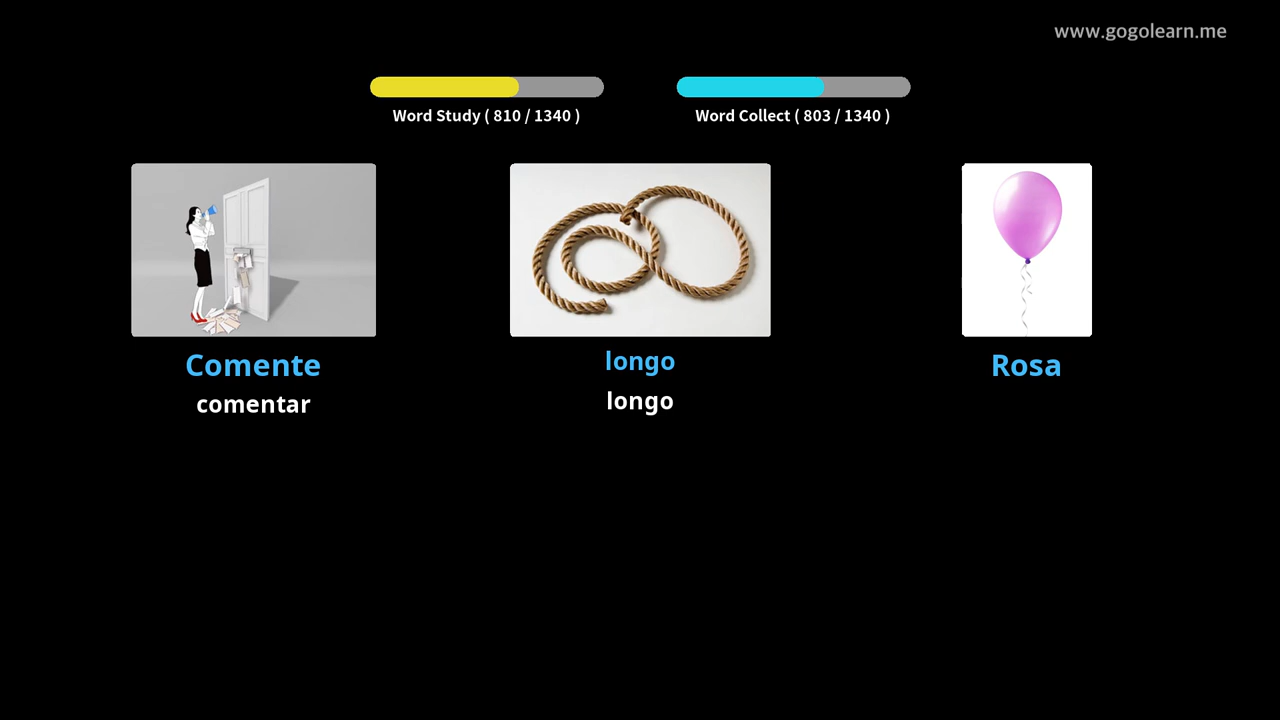 www.gogolearn.me
Word Study ( 810 / 1340 )
Word Collect ( 803 / 1340 )
Comente
comentar
longo
longo
Rosa